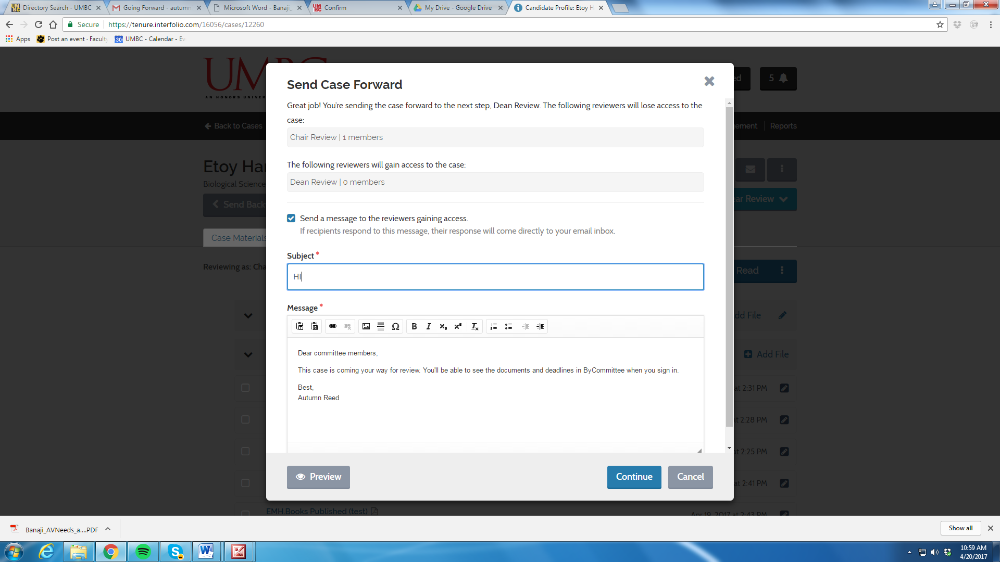 Directory Search - UMBC
Going Forward - autumn
Microsoft Word - Banaji_
Confirm
My Drive - Google Drive
Candidate Profile: Etoy H
Secure
https://tenure.interfolio.com/16056/cases/12260
Apps
Post an event · Faculty
UMBC - Calendar - Ev
UMBC
AN HONORS UNIVER
ed
5
Back to Cases
ement
Reports
Etoy Har
Biological Science
Send Back
ar Review
Case Materials
Reviewing as: Cha
Read
dd File
Add File
at 2:31 PM
at 2:28 PM
at 2:25 PM
at 2:41 PM
EMH.Books Published (test)
Apr 19, 2017 at 2:43 PM
Send Case Forward
Great job! You're sending the case forward to the next step, Dean Review. The following reviewers will lose access to the
case:
Chair Review | 1 members
The following reviewers will gain access to the case:
Dean Review | 0 members
Send a message to the reviewers gaining access.
If recipients respond to this message, their response will come directly to your email inbox.
Subject *
HI
Message *
Dear committee members,
This case is coming your way for review. You'll be able to see the documents and deadlines in ByCommittee when you sign in.
Best,
Autumn Reed
Preview
Continue
Cancel
Banaji_AVNeeds_a....PDF
Show all
10:59 AM
4/20/2017